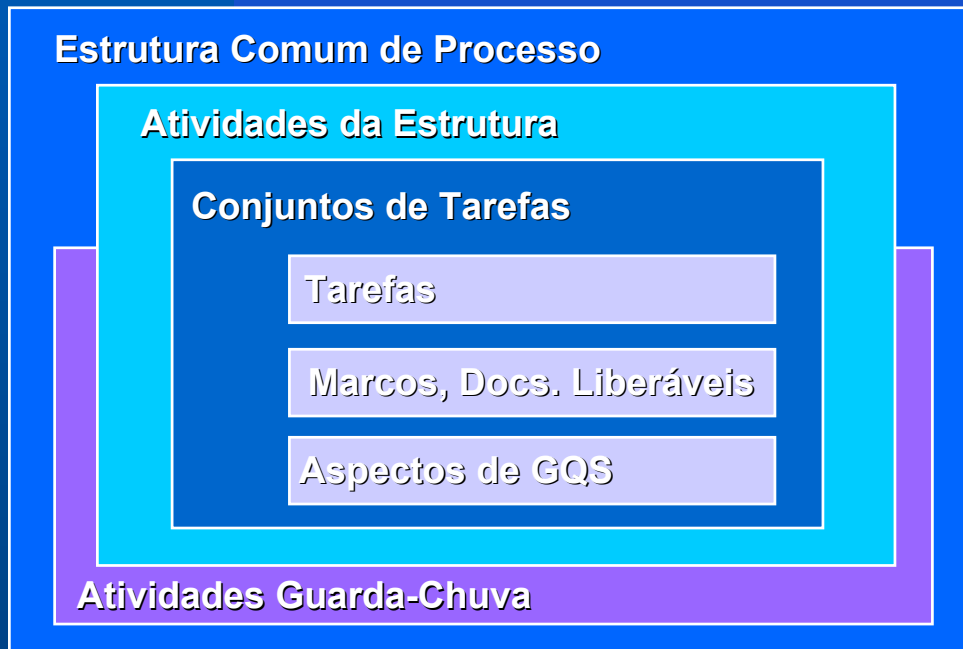 Estrutura Comum de Processo
Atividades da Estrutura
Conjuntos de Tarefas
Tarefas
Marcos, Docs. Liberáveis
Aspectos de GQS
Atividades Guarda-Chuva